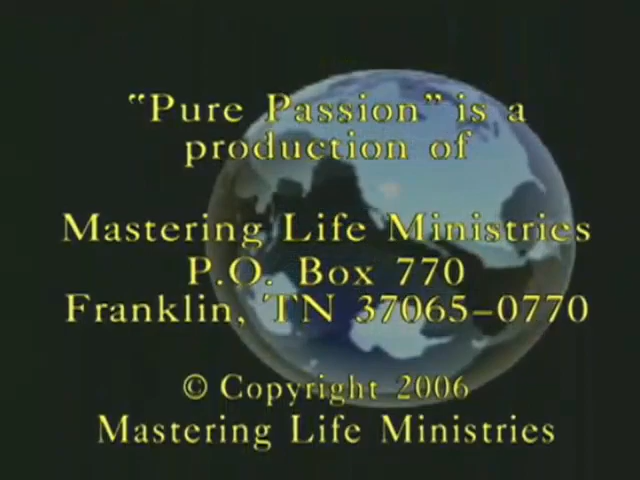 “Pure Passion” is a
production of
Mastering Life Ministries
P.O. Box 770
Franklin, TN 37065-0770
© Copyright 2006
Mastering Life Ministries